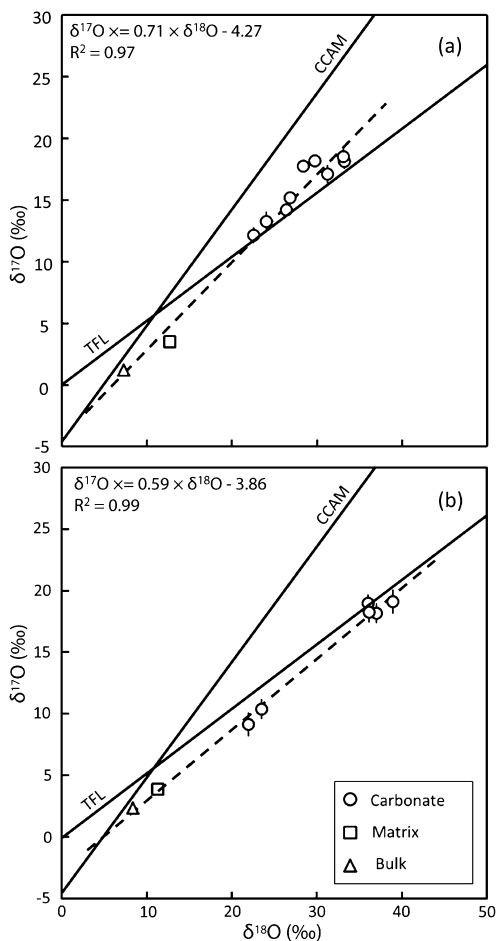 δ¹⁷O ×= 0.71 × δ¹⁸O - 4.27
R² = 0.97
(a)
CCAM
TFL
30
25
20
15
10
5
0
-5
δ¹⁷O (‰)
δ¹⁷O ×= 0.59 × δ¹⁸O - 3.86
R² = 0.99
(b)
CCAM
TFL
30
25
20
15
10
5
0
-5
δ¹⁷O (‰)
Carbonate
Matrix
Bulk
0 10 20 30 40 50
δ¹⁸O (‰)